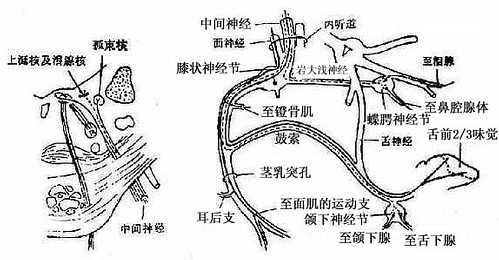 上涎核及泪腺核
孤束核
中间神经
中间神经
面神经
内听道
膝状神经节
岩大浅神经
至泪腺
至鼻腔腺体
蝶腭神经节
至镫骨肌
鼓索
舌神经
舌前2/3味觉
茎乳突孔
耳后支
至面肌的运动支
颌下神经节
至颌下腺
至舌下腺